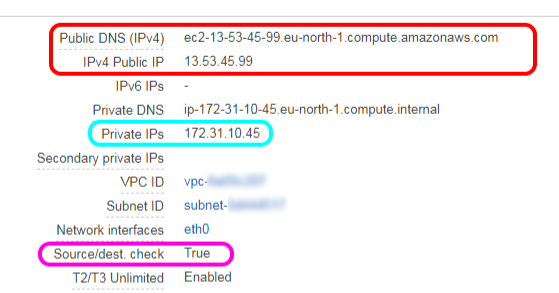 Public DNS (IPv4) ec2-13-53-45-99.eu-north-1.compute.amazonaws.com
IPv4 Public IP 13.53.45.99
IPv6 IPs -
Private DNS ip-172-31-10-45.eu-north-1.compute.internal
Private IPs 172.31.10.45
Secondary private IPs
VPC ID vpc-
Subnet ID subnet-
Network interfaces eth0
Source/dest. check True
T2/T3 Unlimited Enabled